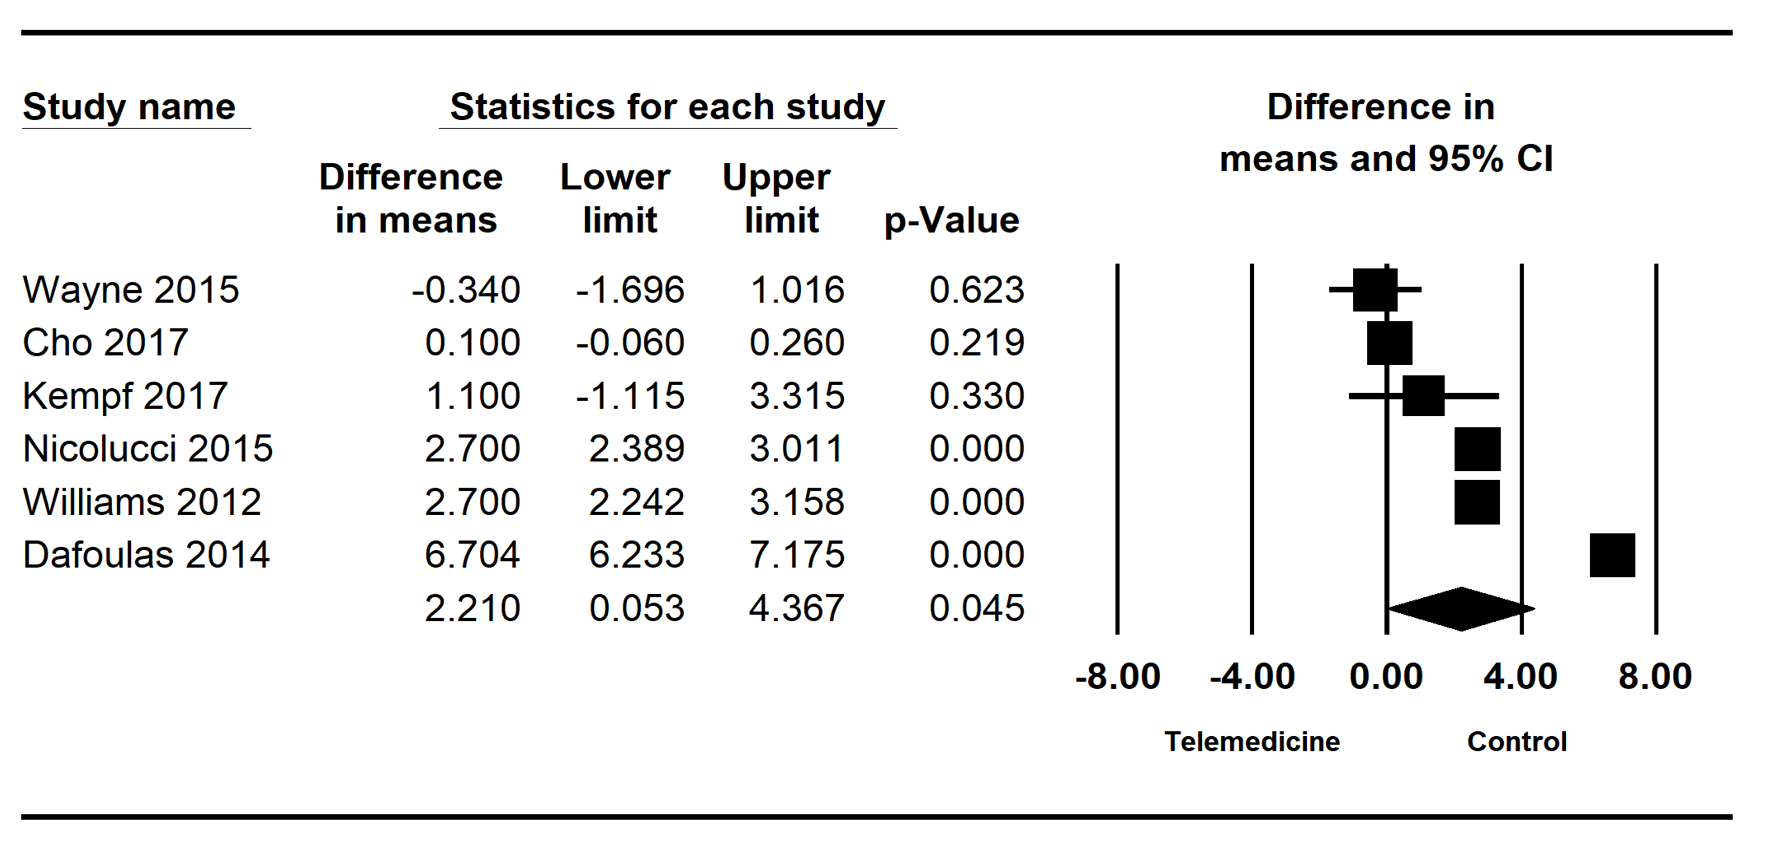 Study name Statistics for each study Difference in
means and 95% CI
Difference Lower Upper
in means limit limit p-Value
Wayne 2015 -0.340 -1.696 1.016 0.623
Cho 2017 0.100 -0.060 0.260 0.219
Kempf 2017 1.100 -1.115 3.315 0.330
Nicolucci 2015 2.700 2.389 3.011 0.000
Williams 2012 2.700 2.242 3.158 0.000
Dafoulas 2014 6.704 6.233 7.175 0.000
2.210 0.053 4.367 0.045
-8.00 -4.00 0.00 4.00 8.00
Telemedicine Control